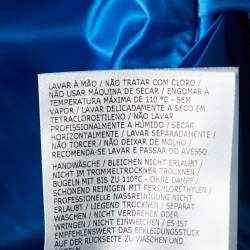 LAVAR À MÃO / NÃO TRATAR COM CLORO /
NÃO USAR MÁQUINA DE SECAR / ENGOMAR À
TEMPERATURA MÁXIMA DE 110 ºC – SEM
VAPOR / LAVAR DELICADAMENTE A SECO EM
TETRACLOROETILENO / NÃO LAVAR
PROFISSIONALMENTE A HÚMIDO / SECAR
HORIZONTALMENTE / LAVAR SEPARADAMENTE
/ NÃO TORCER / NÃO DEIXAR DE MOLHO /
RECOMENDA-SE LAVAR E PASSAR DO AVESSO.
HANDWÄSCHE / BLEICHEN NICHT ERLAUBT /
NICHT IM TROMMELTROCKNER TROCKNEN /
BÜGELN MIT BIS ZU 110ºC - OHNE DAMPF /
SCHONEND REINIGEN MIT PERCHLORETHYLEN /
PROFESSIONELLE NASSREINIGUNG NICHT
ERLAUBT / LIEGEND TROCKNEN / SEPARAT
WASCHEN / NICHT VERDREHEN ODER
WRINGEN / NICHT EINWEICHEN / ES IST
EMPFEHLENSWERT DAS BEKLEIDUNGSSTÜCK
AUF DER RÜCKSEITE ZU WASCHEN UND